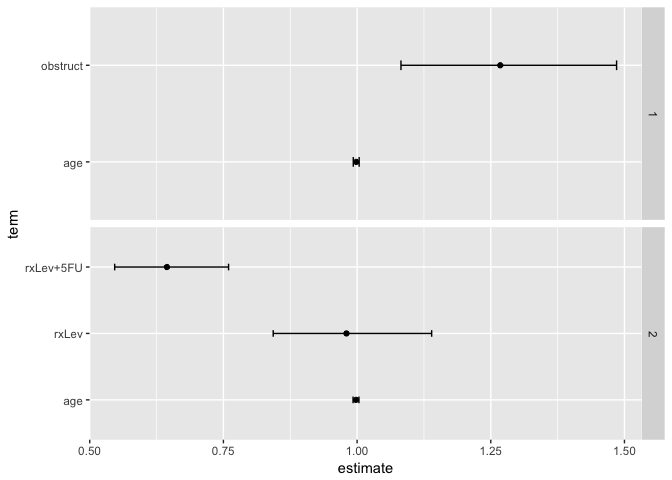 obstruct
age
1
term
rxLev+5FU
rxLev
age
2
0.50
0.75
1.00
1.25
1.50
estimate